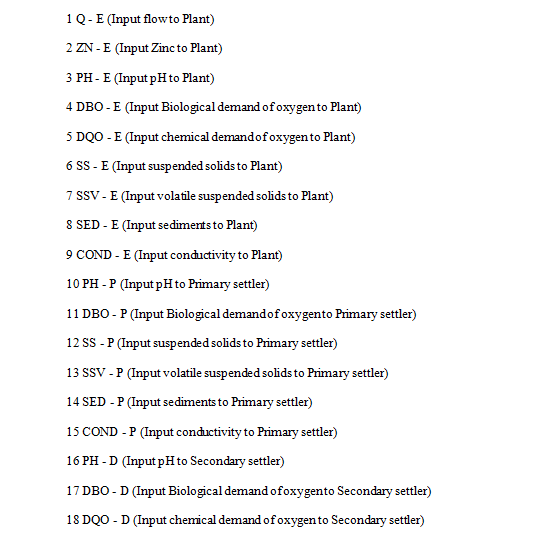 1 Q - E (Input flow to Plant)
2 ZN - E (Input Zinc to Plant)
3 PH - E (Input pH to Plant)
4 DBO - E (Input Biological demand of oxygen to Plant)
5 DQO - E (Input chemical demand of oxygen to Plant)
6 SS - E (Input suspended solids to Plant)
7 SSV - E (Input volatile suspended solids to Plant)
8 SED - E (Input sediments to Plant)
9 COND - E (Input conductivity to Plant)
10 PH - P (Input pH to Primary settler)
11 DBO - P (Input Biological demand of oxygen to Primary settler)
12 SS - P (Input suspended solids to Primary settler)
13 SSV - P (Input volatile suspended solids to Primary settler)
14 SED - P (Input sediments to Primary settler)
15 COND - P (Input conductivity to Primary settler)
16 PH - D (Input pH to Secondary settler)
17 DBO - D (Input Biological demand of oxygen to Secondary settler)
18 DQO - D (Input chemical demand of oxygen to Secondary settler)